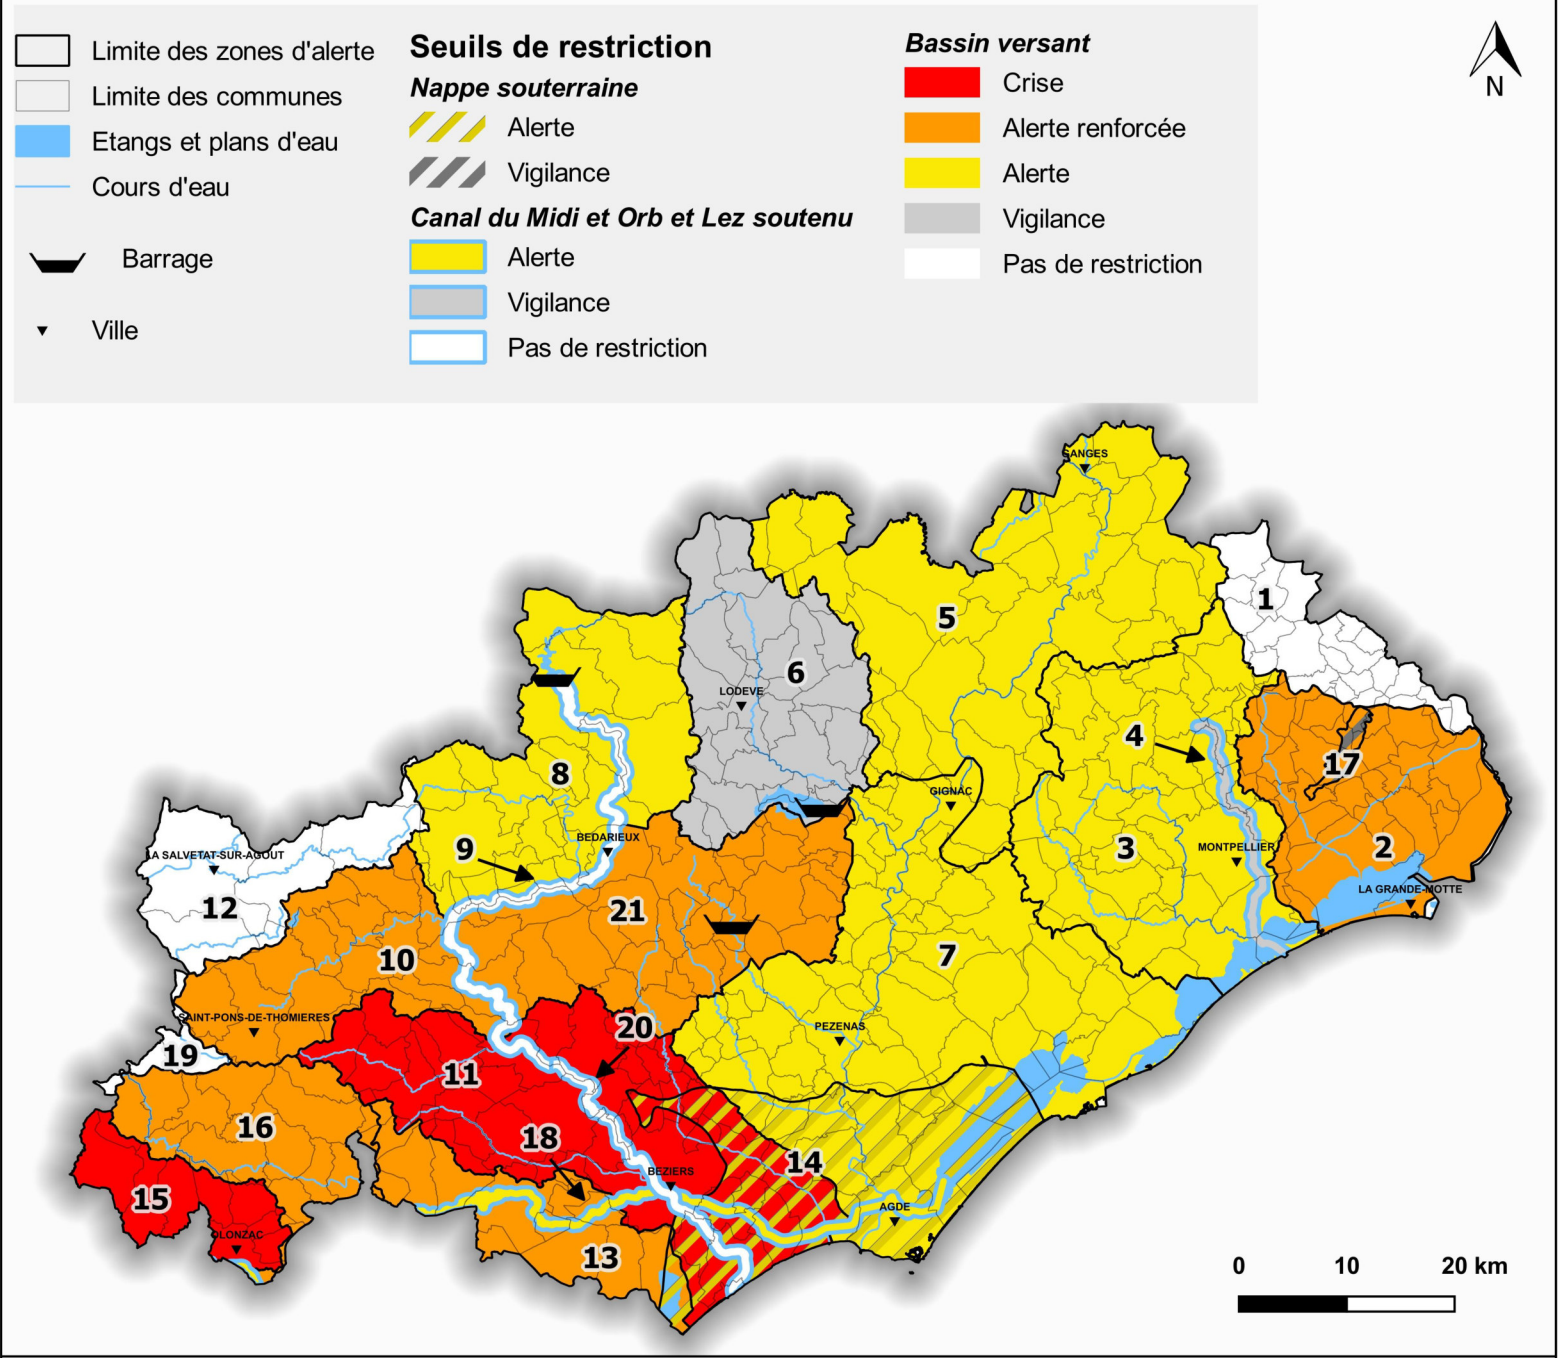 Limite des zones d'alerte
Limite des communes
Etangs et plans d'eau
Cours d'eau
Barrage
Ville
Seuils de restriction
Nappe souterraine
Alerte
Vigilance
Canal du Midi et Orb et Lez soutenu
Alerte
Vigilance
Pas de restriction
Bassin versant
Crise
Alerte renforcée
Alerte
Vigilance
Pas de restriction
N
GANGES
1
5
6
LODEVE
4
17
8
GIGNAC
BEDARIEUX
9
3
MONTPELLIER
2
LA SALVETAT-SUR-AGOUT
LA GRANDE-MOTTE
12
21
10
7
SAINT-PONS-DE-THOMIERES
20
PEZENAS
19
11
16
18
14
BEZIERS
15
AGDE
OLONZAC
13
0 10 20 km